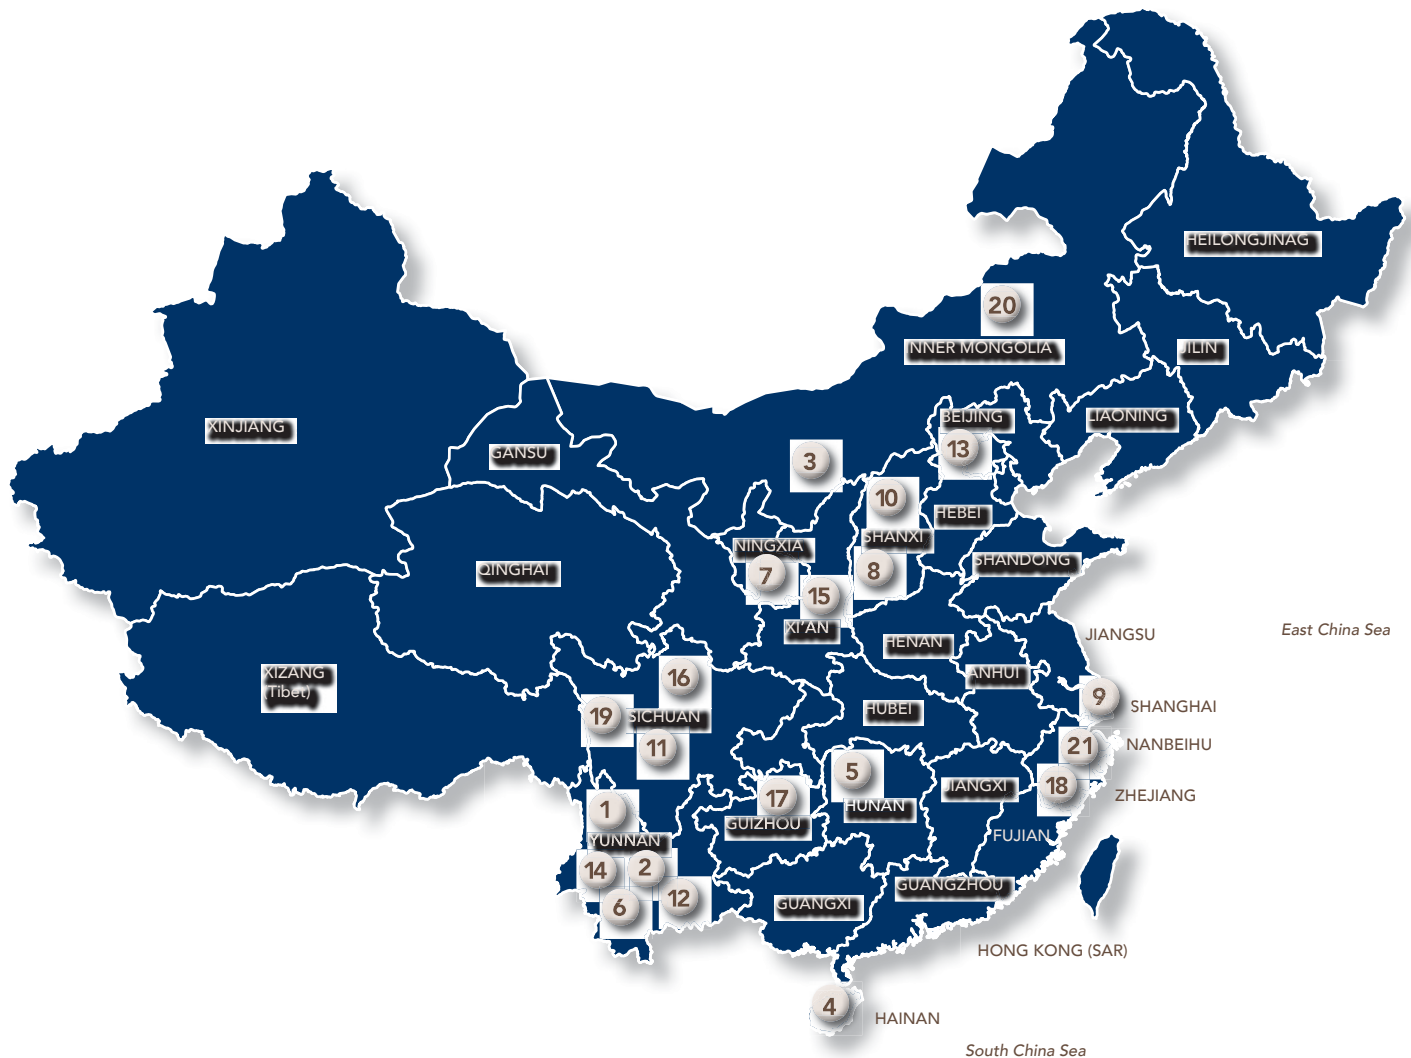 HEILONGJINAG
20
INNER MONGOLIA
JILIN
BEIJING
LIAONING
XINJIANG
GANSU
13
3
10
HEBEI
SHANXI
NINGXIA
SHANDONG
QINGHAI
7
8
15
XI'AN
HENAN
JIANGSU
East China Sea
XIZANG
(Tibet)
16
ANHUI
9
SHANGHAI
19
SICHUAN
HUBEI
11
21
NANBEIHU
5
18
ZHEJIANG
17
JIANGXI
1
HUNAN
GUIZHOU
FUJIAN
YUNNAN
14
2
12
6
GUANGZHOU
GUANGXI
HONG KONG (SAR)
4
HAINAN
South China Sea